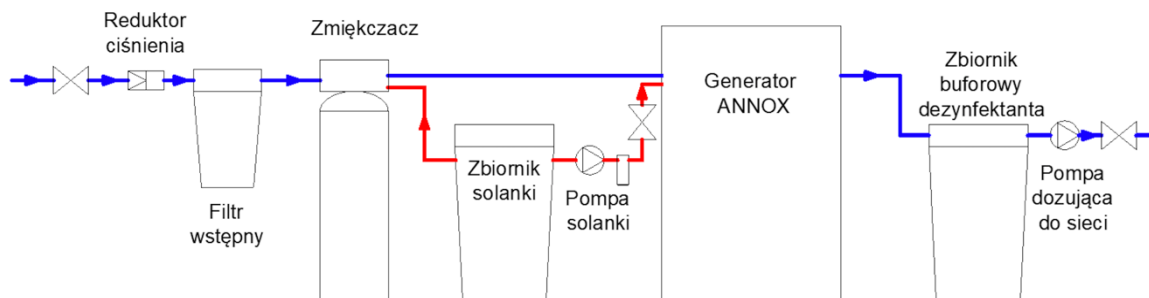 Reduktor
ciśnienia
Zmiękczacz
Filtr
wstępny
Zbiornik
solanki
Pompa
solanki
Generator
ANNOX
Zbiornik
buforowy
dezynfektanta
Pompa
dozująca
do sieci